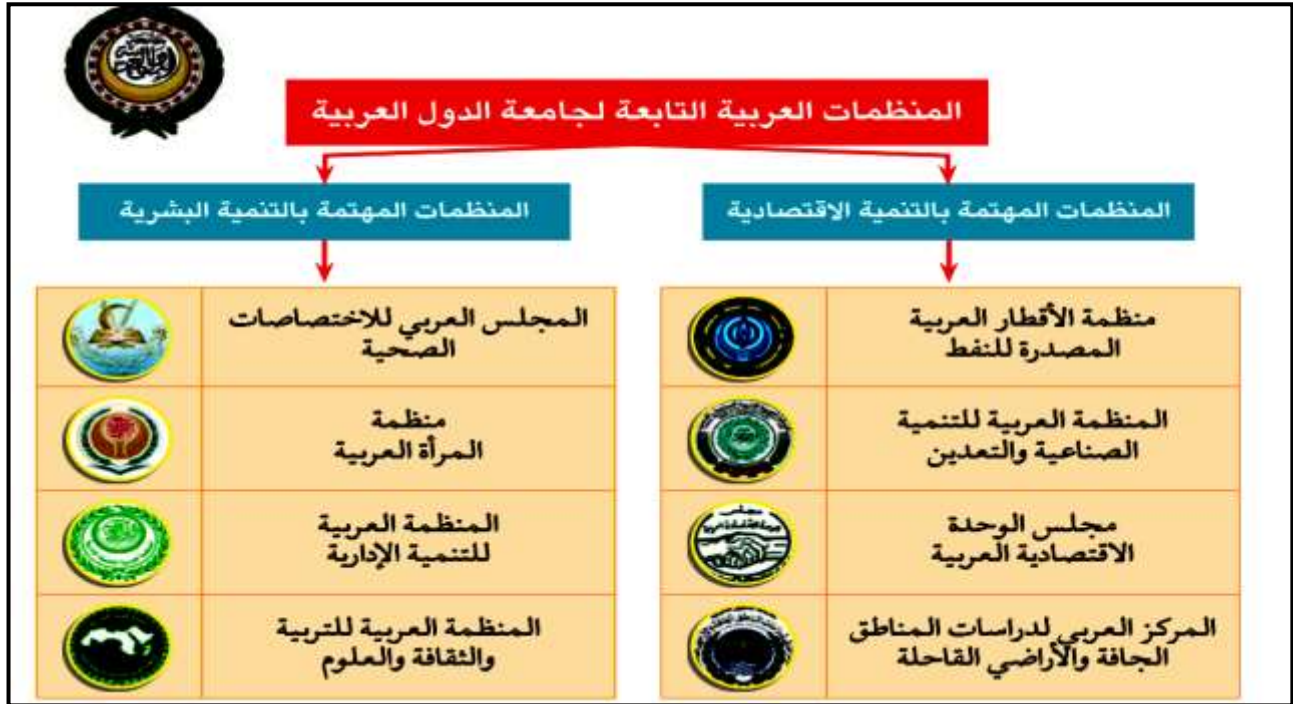 المنظمات العربية التابعة لجامعة الدول العربية
المنظمات المهتمة بالتنمية الاقتصادية
منظمة الأقطار العربية
المصدرة للنفط
المنظمة العربية للتنمية
الصناعية والتعدين
مجلس الوحدة
الاقتصادية العربية
المركز العربي لدراسات المناطق
الجافة والأراضي القاحلة
المنظمات المهتمة بالتنمية البشرية
المجلس العربي للاختصاصات
الصحية
منظمة
المرأة العربية
المنظمة العربية
للتنمية الإدارية
المنظمة العربية للتربية
والثقافة والعلوم